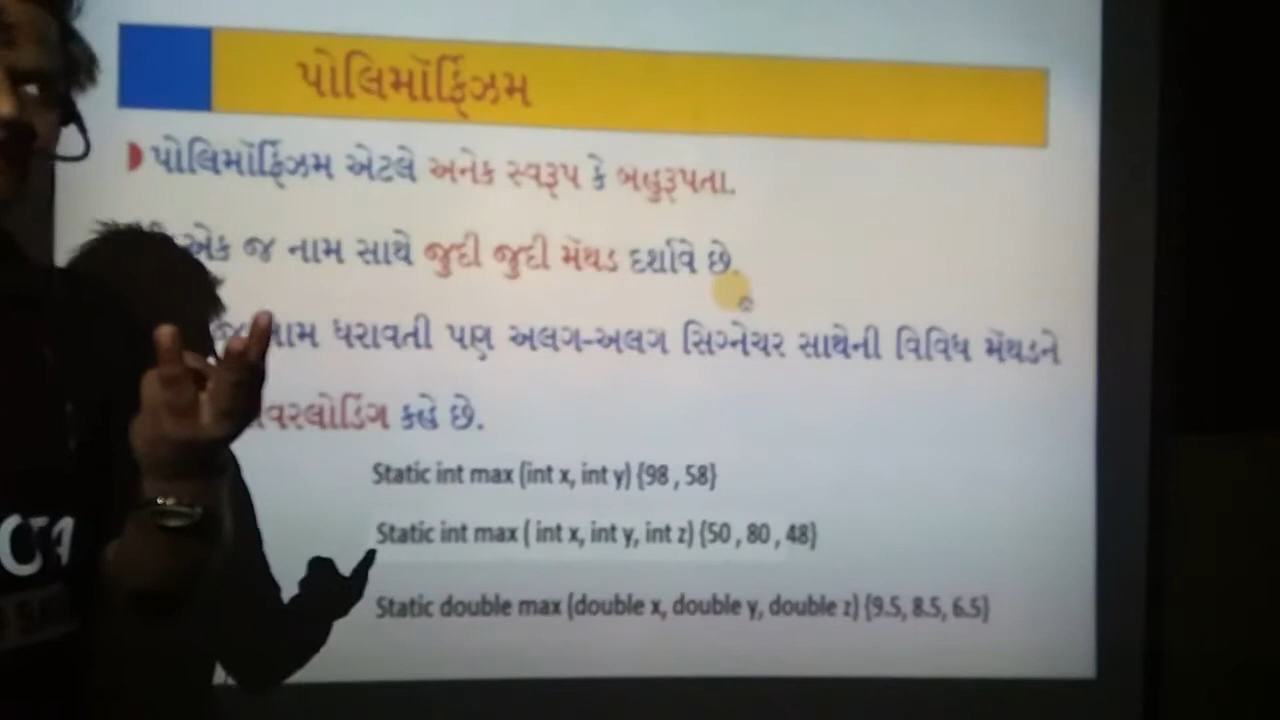 પોલિમૉર્ફિઝમ
પોલિમૉર્ફિઝમ એટલે અનેક સ્વરૂપ કે બહુરૂપતા.
એક જ નામ સાથે જુદી જુદી મૅથડ દર્શાવે છે.
જ નામ ધરાવતી પણ અલગ-અલગ સિગ્નેચર સાથેની વિવિધ મૅથડને
વરલોડિંગ કહે છે.
Static int max (int x, int y) {98 , 58}
Static int max ( int x, int y, int z) {50 , 80 , 48}
Static double max (double x, double y, double z) {9.5, 8.5, 6.5}